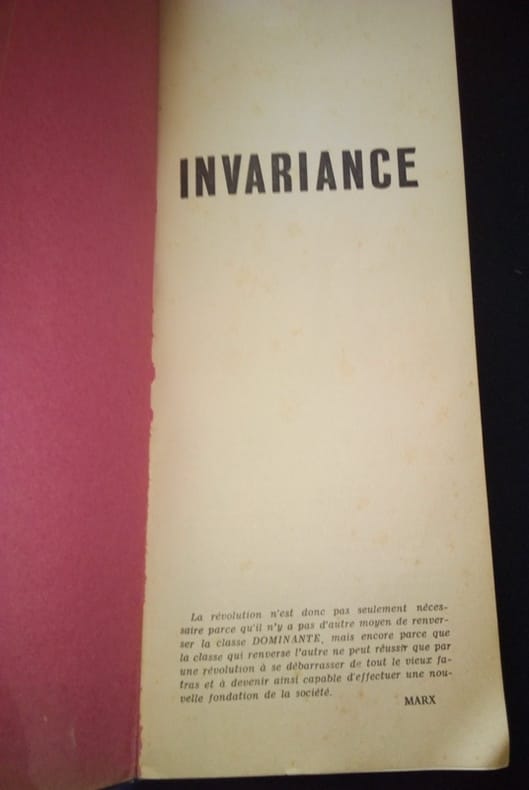 INVARIANCE
La révolution n'est donc pas seulement néces-
saire parce qu'il n'y a pas d'autre moyen de renver-
ser la classe DOMINANTE, mais encore parce que
la classe qui renverse l'autre ne peut réussir que par
une révolution à se débarrasser de tout le vieux fa-
tras et à devenir ainsi capable d'effectuer une nou-
velle fondation de la société.
MARX